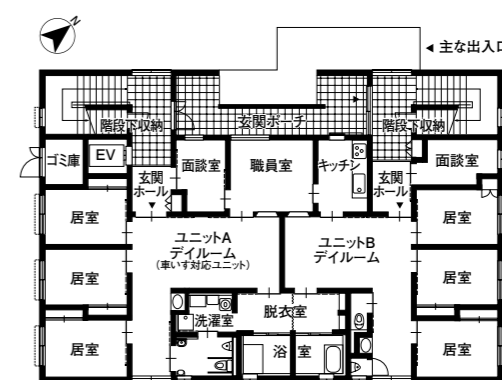 N
◀ 主な出入口
階段下収納
玄関ポーチ
階段下収納
ゴミ庫
EV
面談室
職員室
キッチン
面談室
玄関
ホール
玄関
ホール
居室
居室
ユニットA
デイルーム
(車いす対応ユニット)
ユニットB
デイルーム
居室
居室
洗濯室
脱衣室
居室
浴室
居室